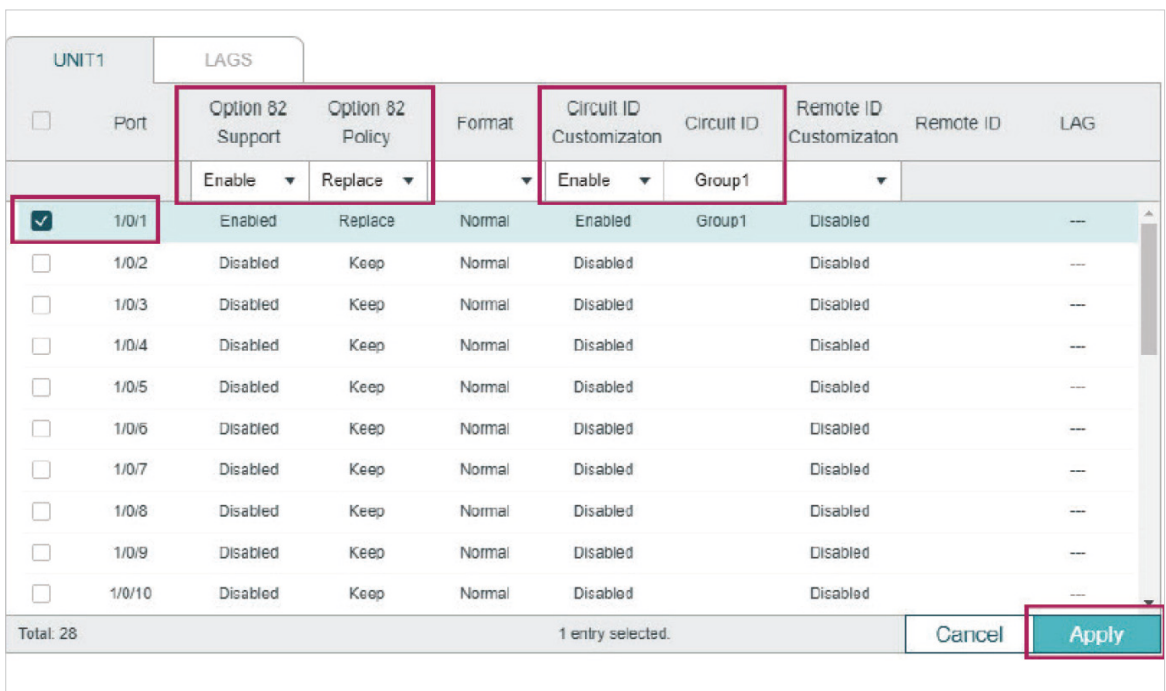 UNIT1 LAGS
Port Option 82 Support Option 82 Policy Format Circuit ID Customizaton Circuit ID Remote ID Customizaton Remote ID LAG
Enable Replace Enable Group1
1/0/1 Enabled Replace Normal Enabled Group1 Disabled ---
1/0/2 Disabled Keep Normal Disabled Disabled ---
1/0/3 Disabled Keep Normal Disabled Disabled ---
1/0/4 Disabled Keep Normal Disabled Disabled ---
1/0/5 Disabled Keep Normal Disabled Disabled ---
1/0/6 Disabled Keep Normal Disabled Disabled ---
1/0/7 Disabled Keep Normal Disabled Disabled ---
1/0/8 Disabled Keep Normal Disabled Disabled ---
1/0/9 Disabled Keep Normal Disabled Disabled ---
1/0/10 Disabled Keep Normal Disabled Disabled ---
Total: 28 1 entry selected. Cancel Apply